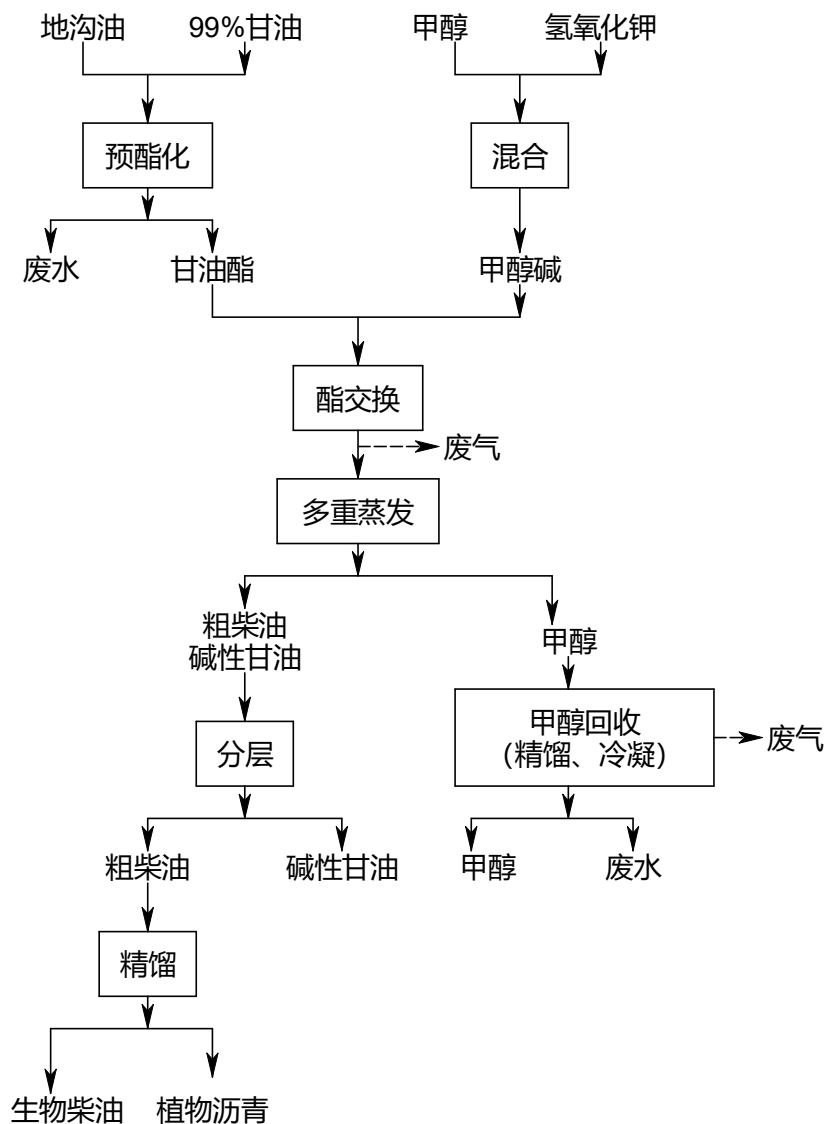 地沟油 99%甘油 甲醇 氢氧化钾
预酯化 混合
废水 甘油酯 甲醇碱
酯交换
废气
多重蒸发
粗柴油
碱性甘油
甲醇
甲醇回收
(精馏、冷凝)
废气
分层
粗柴油 碱性甘油 甲醇 废水
精馏
生物柴油 植物沥青